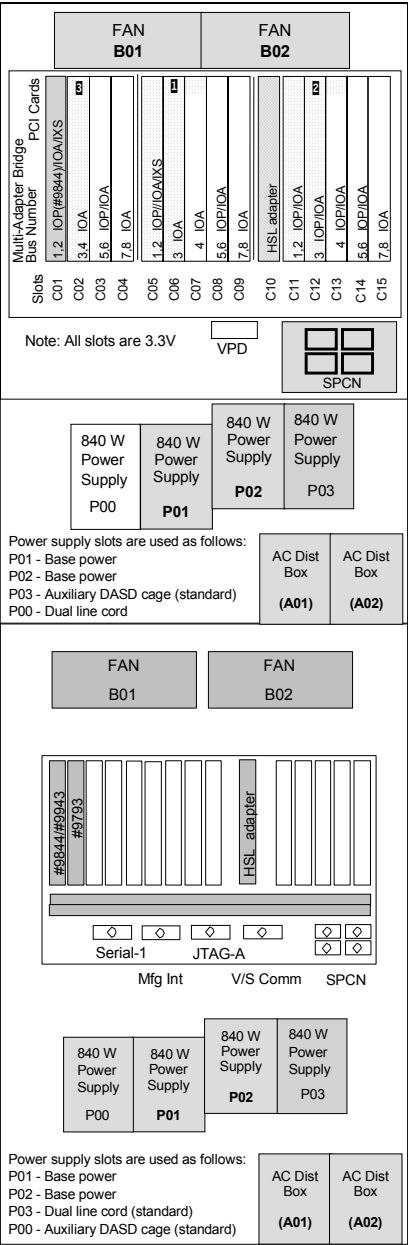 FAN
B01
FAN
B02
Multi-Adapter Bridge
Bus Number PCI Cards
1,2 IOP(#9844)/IOA/IXS
3,4 IOA
3
5,6 IOP/IOA
7,8 IOA
1,2 IOP//IOA/IXS
3 IOA
1
4 IOA
5,6 IOP/IOA
7,8 IOA
HSL adapter
1,2 IOP/IOA
3 IOP/IOA
2
4 IOP/IOA
5,6 IOP/IOA
7,8 IOA
Slots C01 C02 C03 C04 C05 C06 C07 C08 C09 C10 C11 C12 C13 C14 C15
Note: All slots are 3.3V
VPD
SPCN
840 W
Power
Supply
P00
840 W
Power
Supply
P01
840 W
Power
Supply
P02
840 W
Power
Supply
P03
Power supply slots are used as follows:
P01 - Base power
P02 - Base power
P03 - Auxiliary DASD cage (standard)
P00 - Dual line cord
AC Dist
Box
(A01)
AC Dist
Box
(A02)
FAN
B01
FAN
B02
#9844/#9943
#9793
HSL adapter
Serial-1
JTAG-A
Mfg Int
V/S Comm
SPCN
840 W
Power
Supply
P00
840 W
Power
Supply
P01
840 W
Power
Supply
P02
840 W
Power
Supply
P03
Power supply slots are used as follows:
P01 - Base power
P02 - Base power
P03 - Dual line cord (standard)
P00 - Auxiliary DASD cage (standard)
AC Dist
Box
(A01)
AC Dist
Box
(A02)